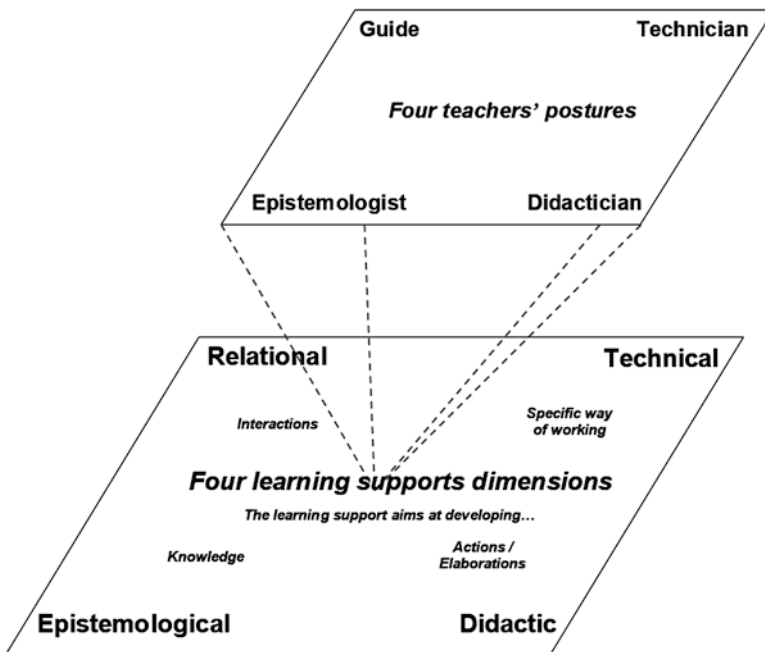 Guide
Technician
Four teachers' postures
Epistemologist
Didactician
Relational
Technical
Interactions
Specific way
of working
Four learning supports dimensions
The learning support aims at developing...
Knowledge
Actions /
Elaborations
Epistemological
Didactic